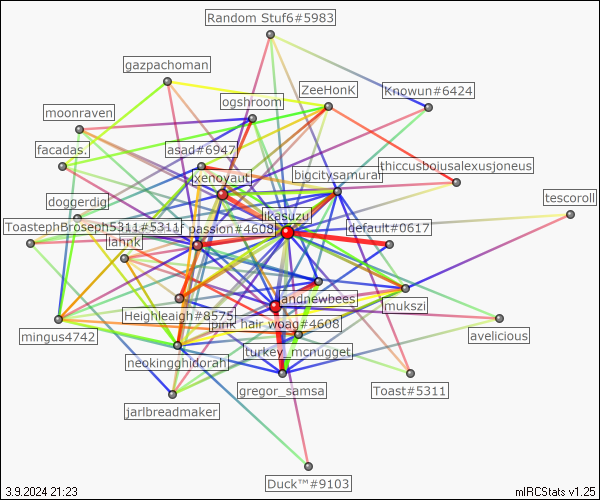 Random Stuf6#5983
gazpachoman
ZeeHonK
Knowun#6424
ogshroom
moonraven
asad#6947
facadas.
thiccusbojusalexusjoneus
xenoyaut
bigcitysamurai
tescoroll
doggerdig
ikasuzu
ToastephBroseph5311#5311
passion#4608
default#0617
lahnk
andnewbees
mukszi
Heighleaigh#8575
pink hair woag#4608
mingus4742
avelicious
turkey_mcnugget
neokingghidorah
gregor_samsa
Toast#5311
jarlbreadmaker
Duck™#9103
3.9.2024 21:23
mIRCStats v1.25